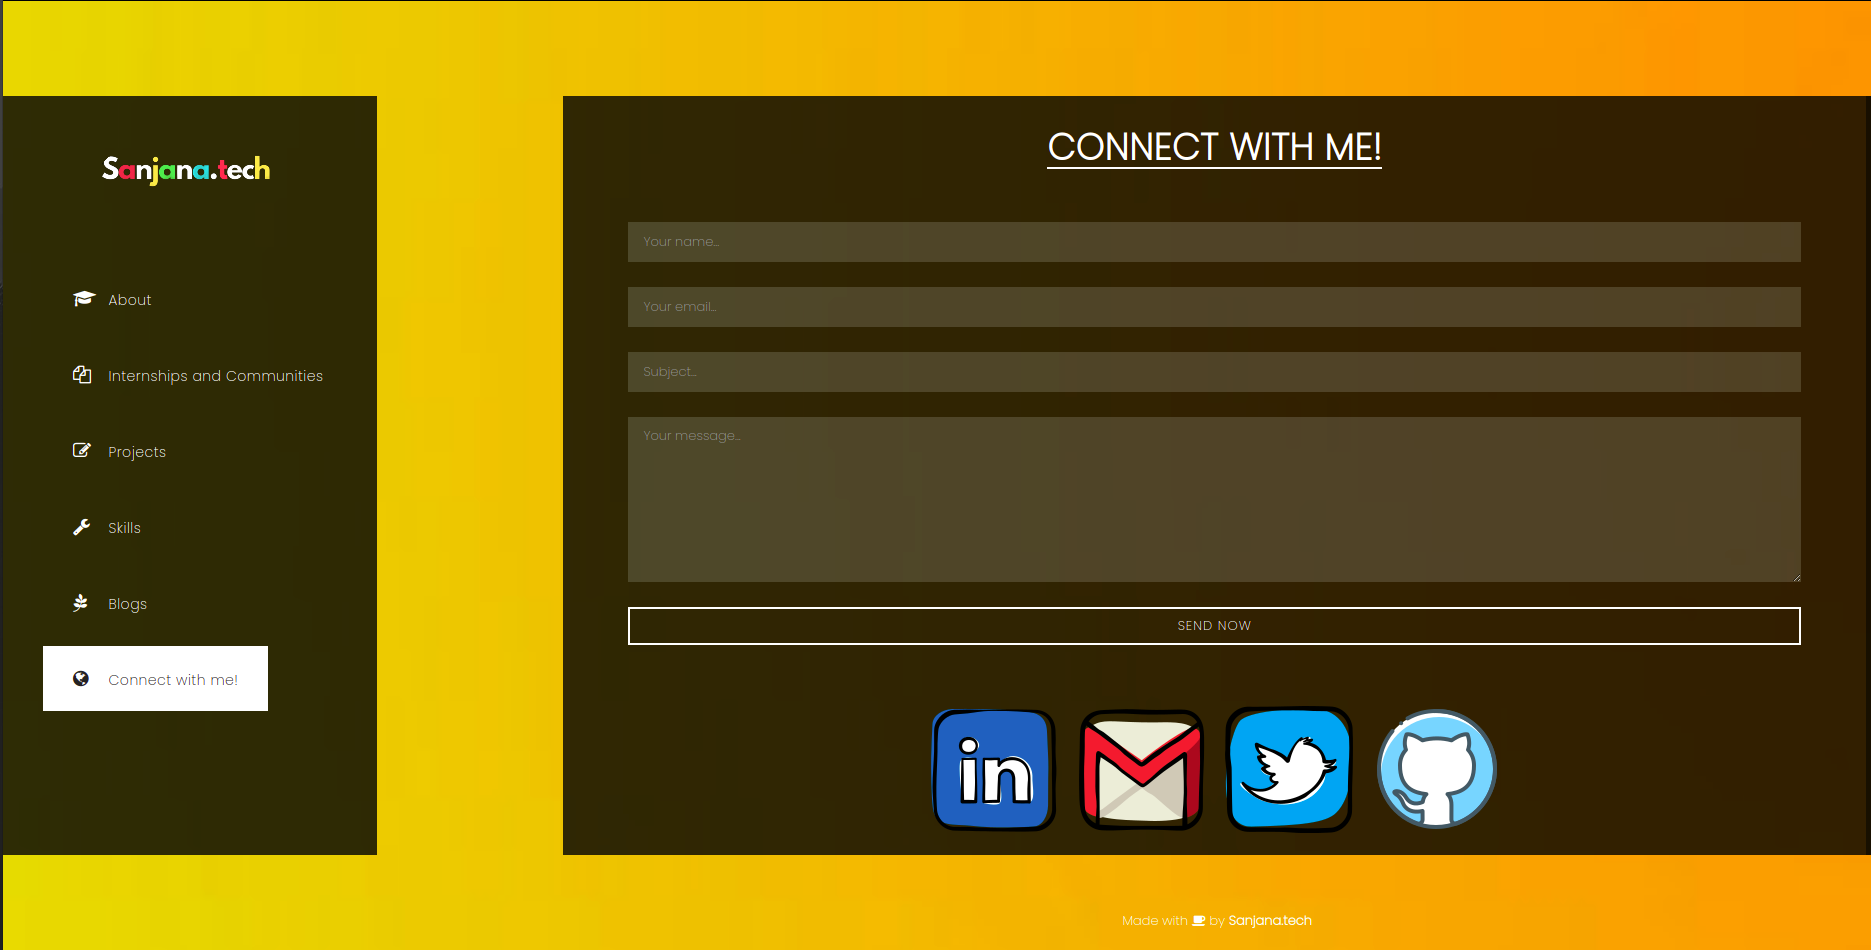 Sanjana.tech
About
Internships and Communities
Projects
Skills
Blogs
Connect with me!
CONNECT WITH ME!
Your name...
Your email...
Subject...
Your message...
SEND NOW
in
Made with by Sanjana.tech